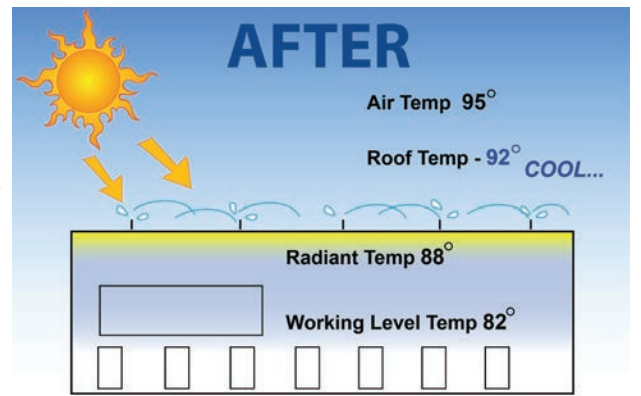 AFTER
Air Temp 95°
Roof Temp - 92° COOL...
Radiant Temp 88°
Working Level Temp 82°